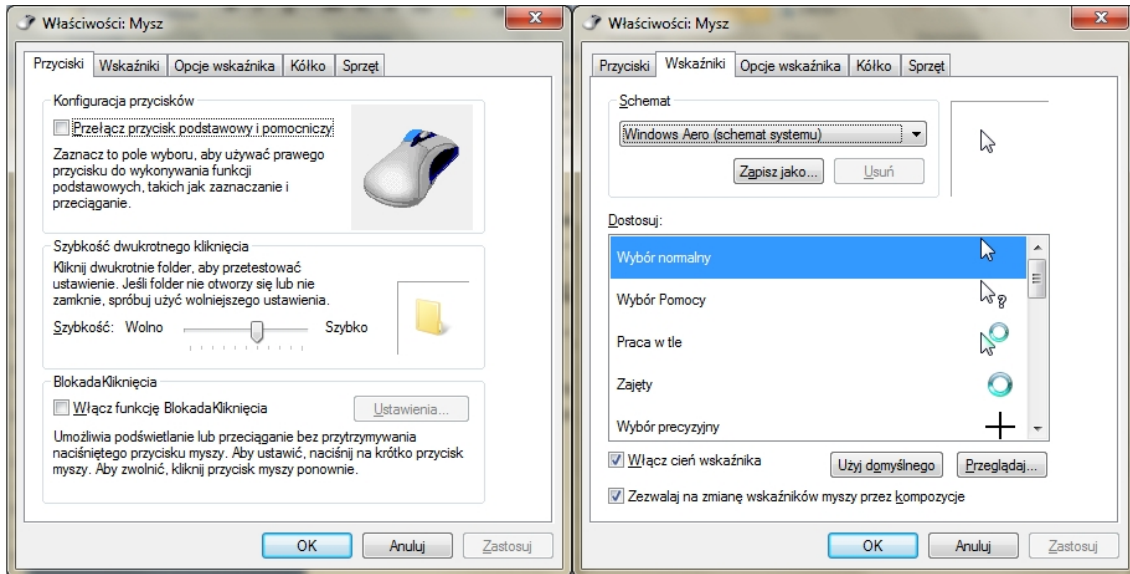 Właściwości: Mysz
Przyciski Wskaźniki Opcje wskaźnika Kółko Sprzęt
Konfiguracja przycisków
Przełącz przycisk podstawowy i pomocniczy
Zaznacz to pole wyboru, aby używać prawego
przycisku do wykonywania funkcji
podstawowych, takich jak zaznaczanie i
przeciąganie.
Szybkość dwukrotnego kliknięcia
Kliknij dwukrotnie folder, aby przetestować
ustawienie. Jeśli folder nie otworzy się lub nie
zamknie, spróbuj użyć wolniejszego ustawienia.
Szybkość: Wolno Szybko
BlokadaKliknięcia
Włącz funkcję BlokadaKliknięcia Ustawienia...
Umożliwia podświetlanie lub przeciąganie bez przytrzymywania
naciśniętego przycisku myszy. Aby ustawić, naciśnij na krótko przycisk
myszy. Aby zwolnić, kliknij przycisk myszy ponownie.
OK Anuluj Zastosuj
Właściwości: Mysz
Przyciski Wskaźniki Opcje wskaźnika Kółko Sprzęt
Schemat
Windows Aero (schemat systemu)
Zapisz jako... Usuń
Dostosuj:
Wybór normalny
Wybór Pomocy
Praca w tle
Zajęty
Wybór precyzyjny
Włącz cień wskaźnika Użyj domyślnego Przeglądaj...
Zezwalaj na zmianę wskaźników myszy przez kompozycje
OK Anuluj Zastosuj